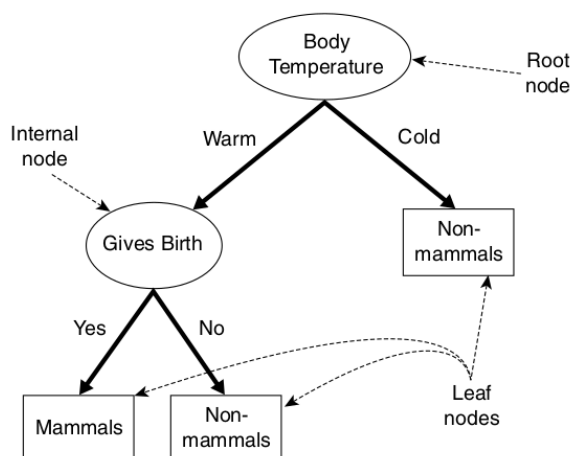 Body
Temperature
Root
node
Internal
node
Warm
Cold
Gives Birth
Non-
mammals
Yes
No
Mammals
Non-
mammals
Leaf
nodes